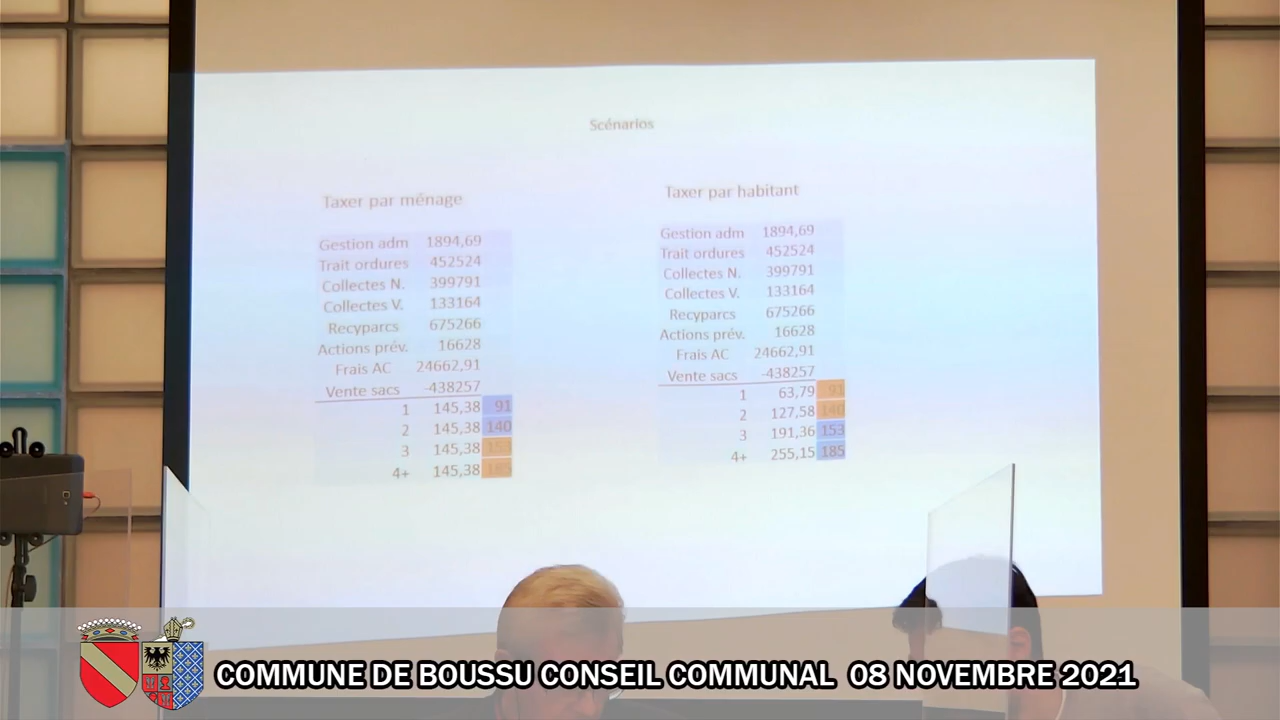 Scénarios
Taxer par ménage
Gestion adm 1894,69
Trait ordures 452524
Collectes N. 399791
Collectes V. 133164
Recyparcs 675266
Actions prév. 16628
Frais AC 24662,91
Vente sacs -438257
1 145,38 91
2 145,38 140
3 145,38 153
4+ 145,38 185
Taxer par habitant
Gestion adm 1894,69
Trait ordures 452524
Collectes N. 399791
Collectes V. 133164
Recyparcs 675266
Actions prév. 16628
Frais AC 24662,91
Vente sacs -438257
1 63,79 91
2 127,58 140
3 191,36 153
4+ 255,15 185
COMMUNE DE BOUSSU CONSEIL COMMUNAL 08 NOVEMBRE 2021